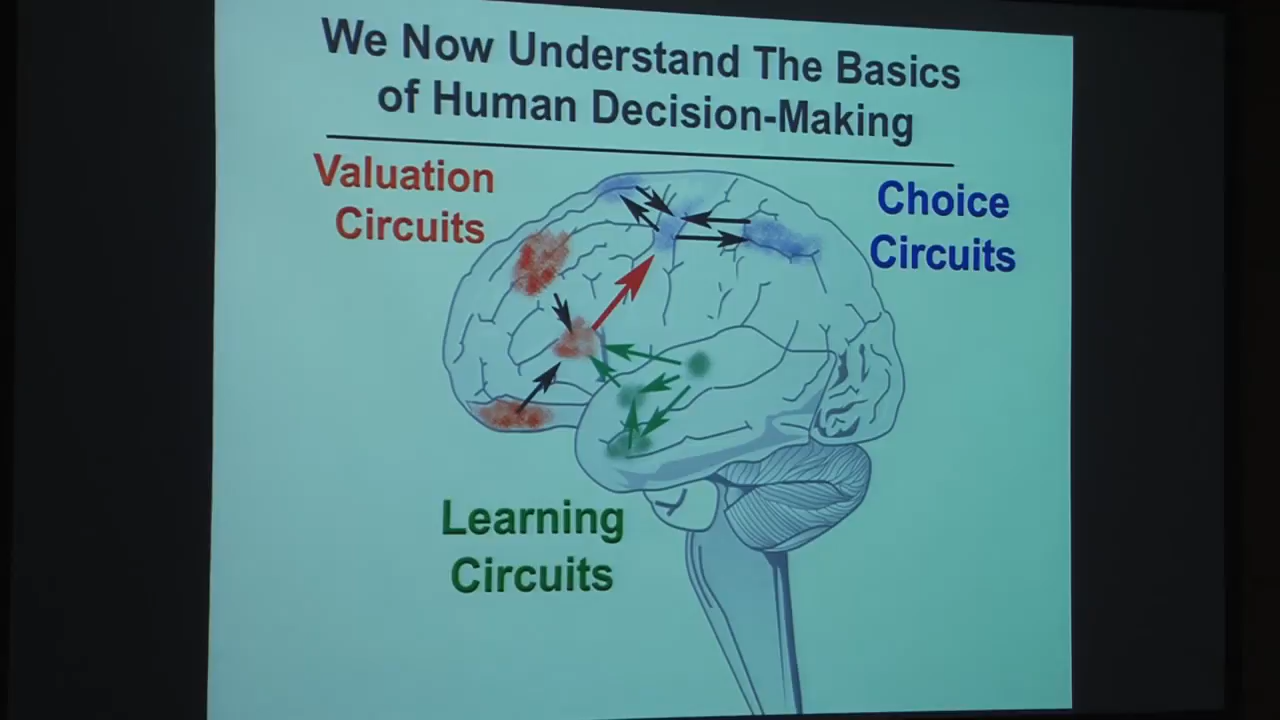 We Now Understand The Basics
of Human Decision-Making
Valuation
Circuits
Choice
Circuits
Learning
Circuits